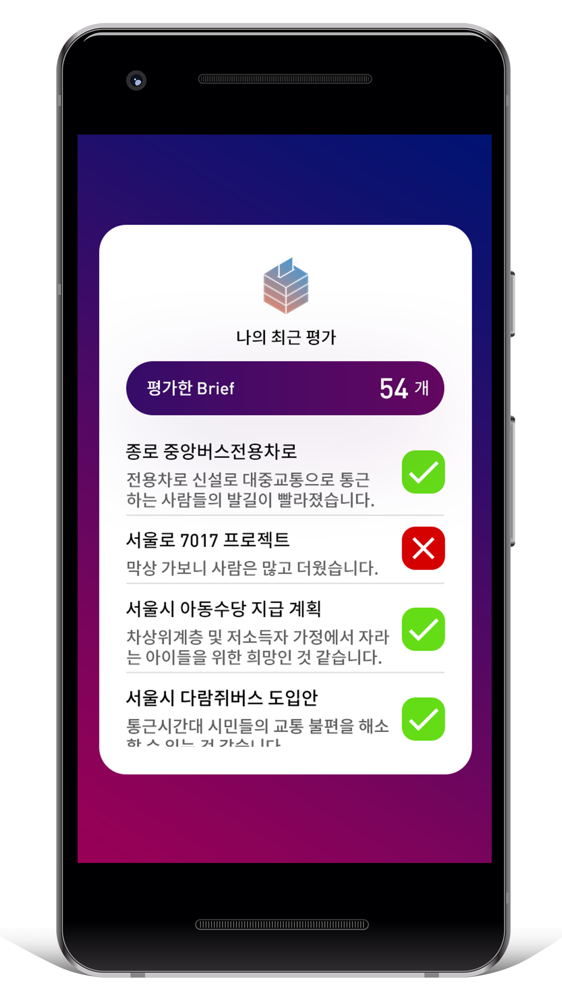 나의 최근 평가
평가한 Brief 54 개
종로 중앙버스전용차로
전용차로 신설로 대중교통으로 통근
하는 사람들의 발길이 빨라졌습니다.
서울로 7017 프로젝트
막상 가보니 사람은 많고 더웠습니다.
서울시 아동수당 지급 계획
차상위계층 및 저소득자 가정에서 자라
는 아이들을 위한 희망인 것 같습니다.
서울시 다람쥐버스 도입안
통근시간대 시민들의 교통 불편을 해소